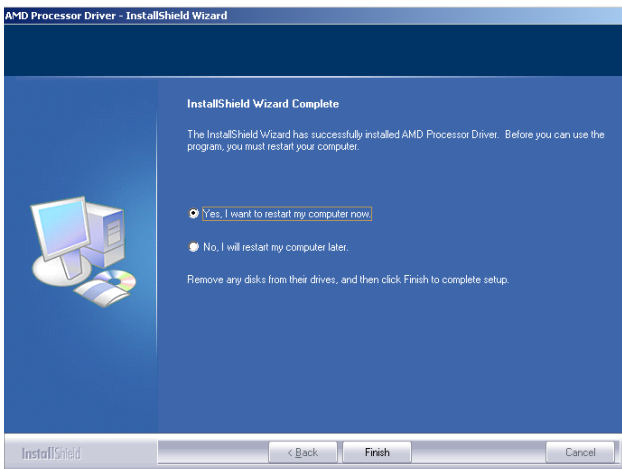 AMD Processor Driver - InstallShield Wizard
InstallShield Wizard Complete
The InstallShield Wizard has successfully installed AMD Processor Driver. Before you can use the
program, you must restart your computer.
Yes, I want to restart my computer now.
No, I will restart my computer later.
Remove any disks from their drives, and then click Finish to complete setup.
InstallShield
< Back
Finish
Cancel